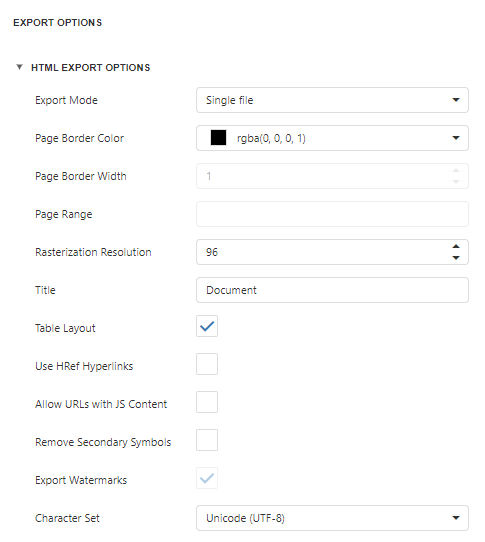 EXPORT OPTIONS
HTML EXPORT OPTIONS
Export Mode Single file
Page Border Color rgba(0, 0, 0, 1)
Page Border Width 1
Page Range
Rasterization Resolution 96
Title Document
Table Layout
Use HRef Hyperlinks
Allow URLs with JS Content
Remove Secondary Symbols
Export Watermarks
Character Set Unicode (UTF-8)